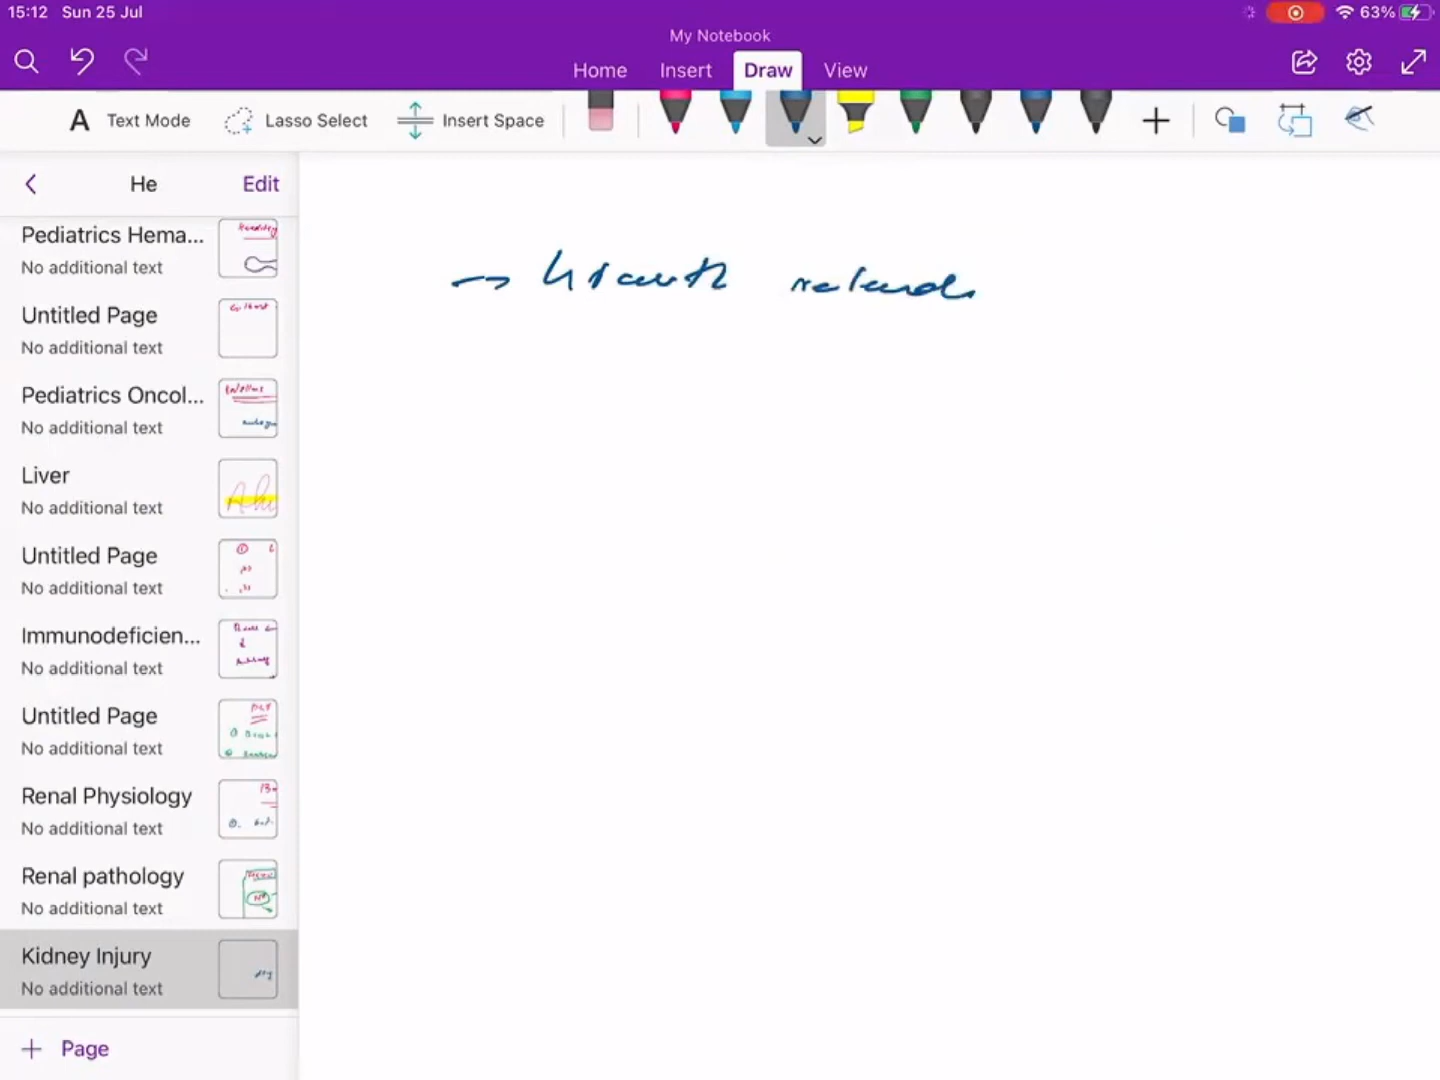 15:12 Sun 25 Jul
63%
My Notebook
Home Insert Draw View
A Text Mode Lasso Select Insert Space
He Edit
Pediatrics Hema...
No additional text
Untitled Page
No additional text
Pediatrics Oncol...
No additional text
Liver
No additional text
Untitled Page
No additional text
Immunodeficien...
No additional text
Untitled Page
No additional text
Renal Physiology
No additional text
Renal pathology
No additional text
Kidney Injury
No additional text
+ Page
→ Growth retard